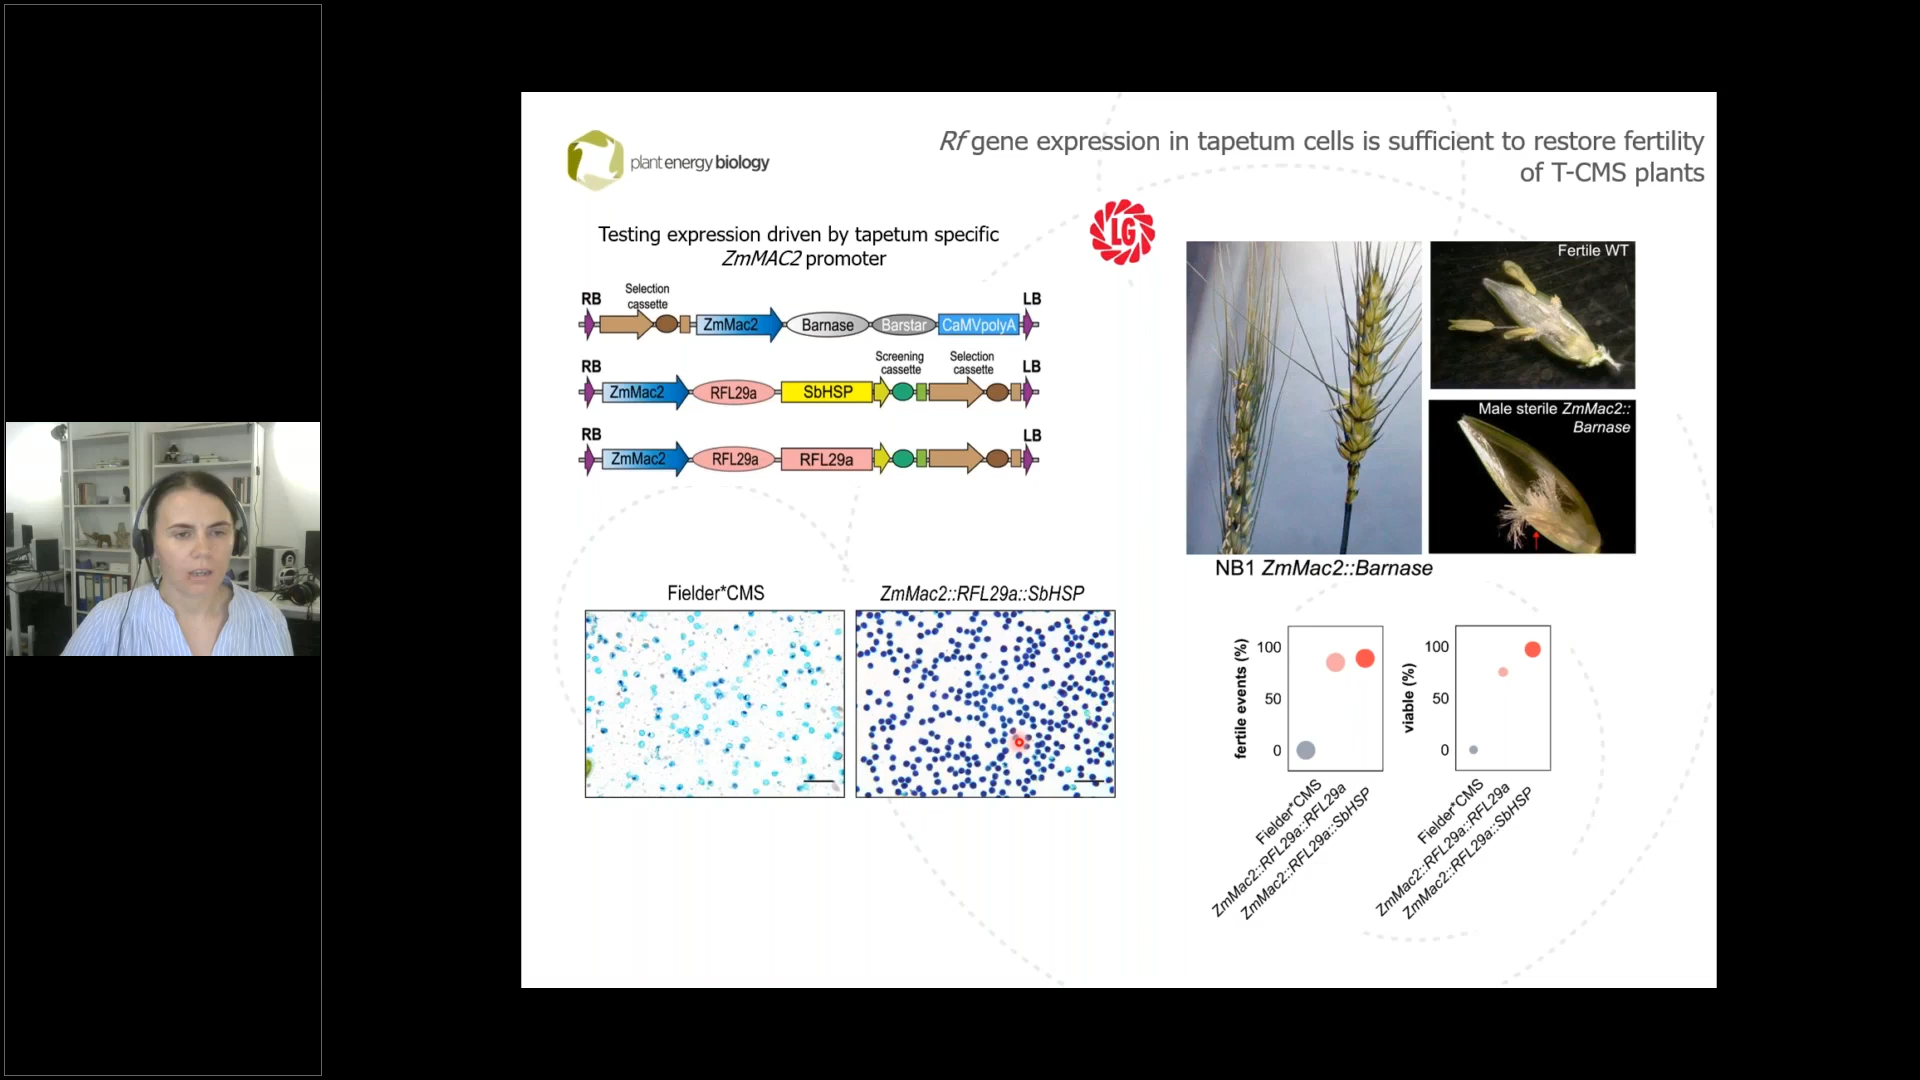 plant energy biology
Rf gene expression in tapetum cells is sufficient to restore fertility
of T-CMS plants
Testing expression driven by tapetum specific
ZmMAC2 promoter
LG
Selection
cassette
RB
LB
ZmMac2
Barnase
Barstar
CaMVpolyA
Screening
cassette
Selection
cassette
RB
LB
ZmMac2
RFL29a
SbHSP
RB
LB
ZmMac2
RFL29a
RFL29a
Fertile WT
Male sterile ZmMac2::
Barnase
NB1 ZmMac2::Barnase
Fielder*CMS
ZmMac2::RFL29a::SbHSP
fertile events (%)
100
50
0
Fielder*CMS
ZmMac2::RFL29a::RFL29a
ZmMac2::RFL29a::SbHSP
viable (%)
100
50
0
Fielder*CMS
ZmMac2::RFL29a::RFL29a
ZmMac2::RFL29a::SbHSP